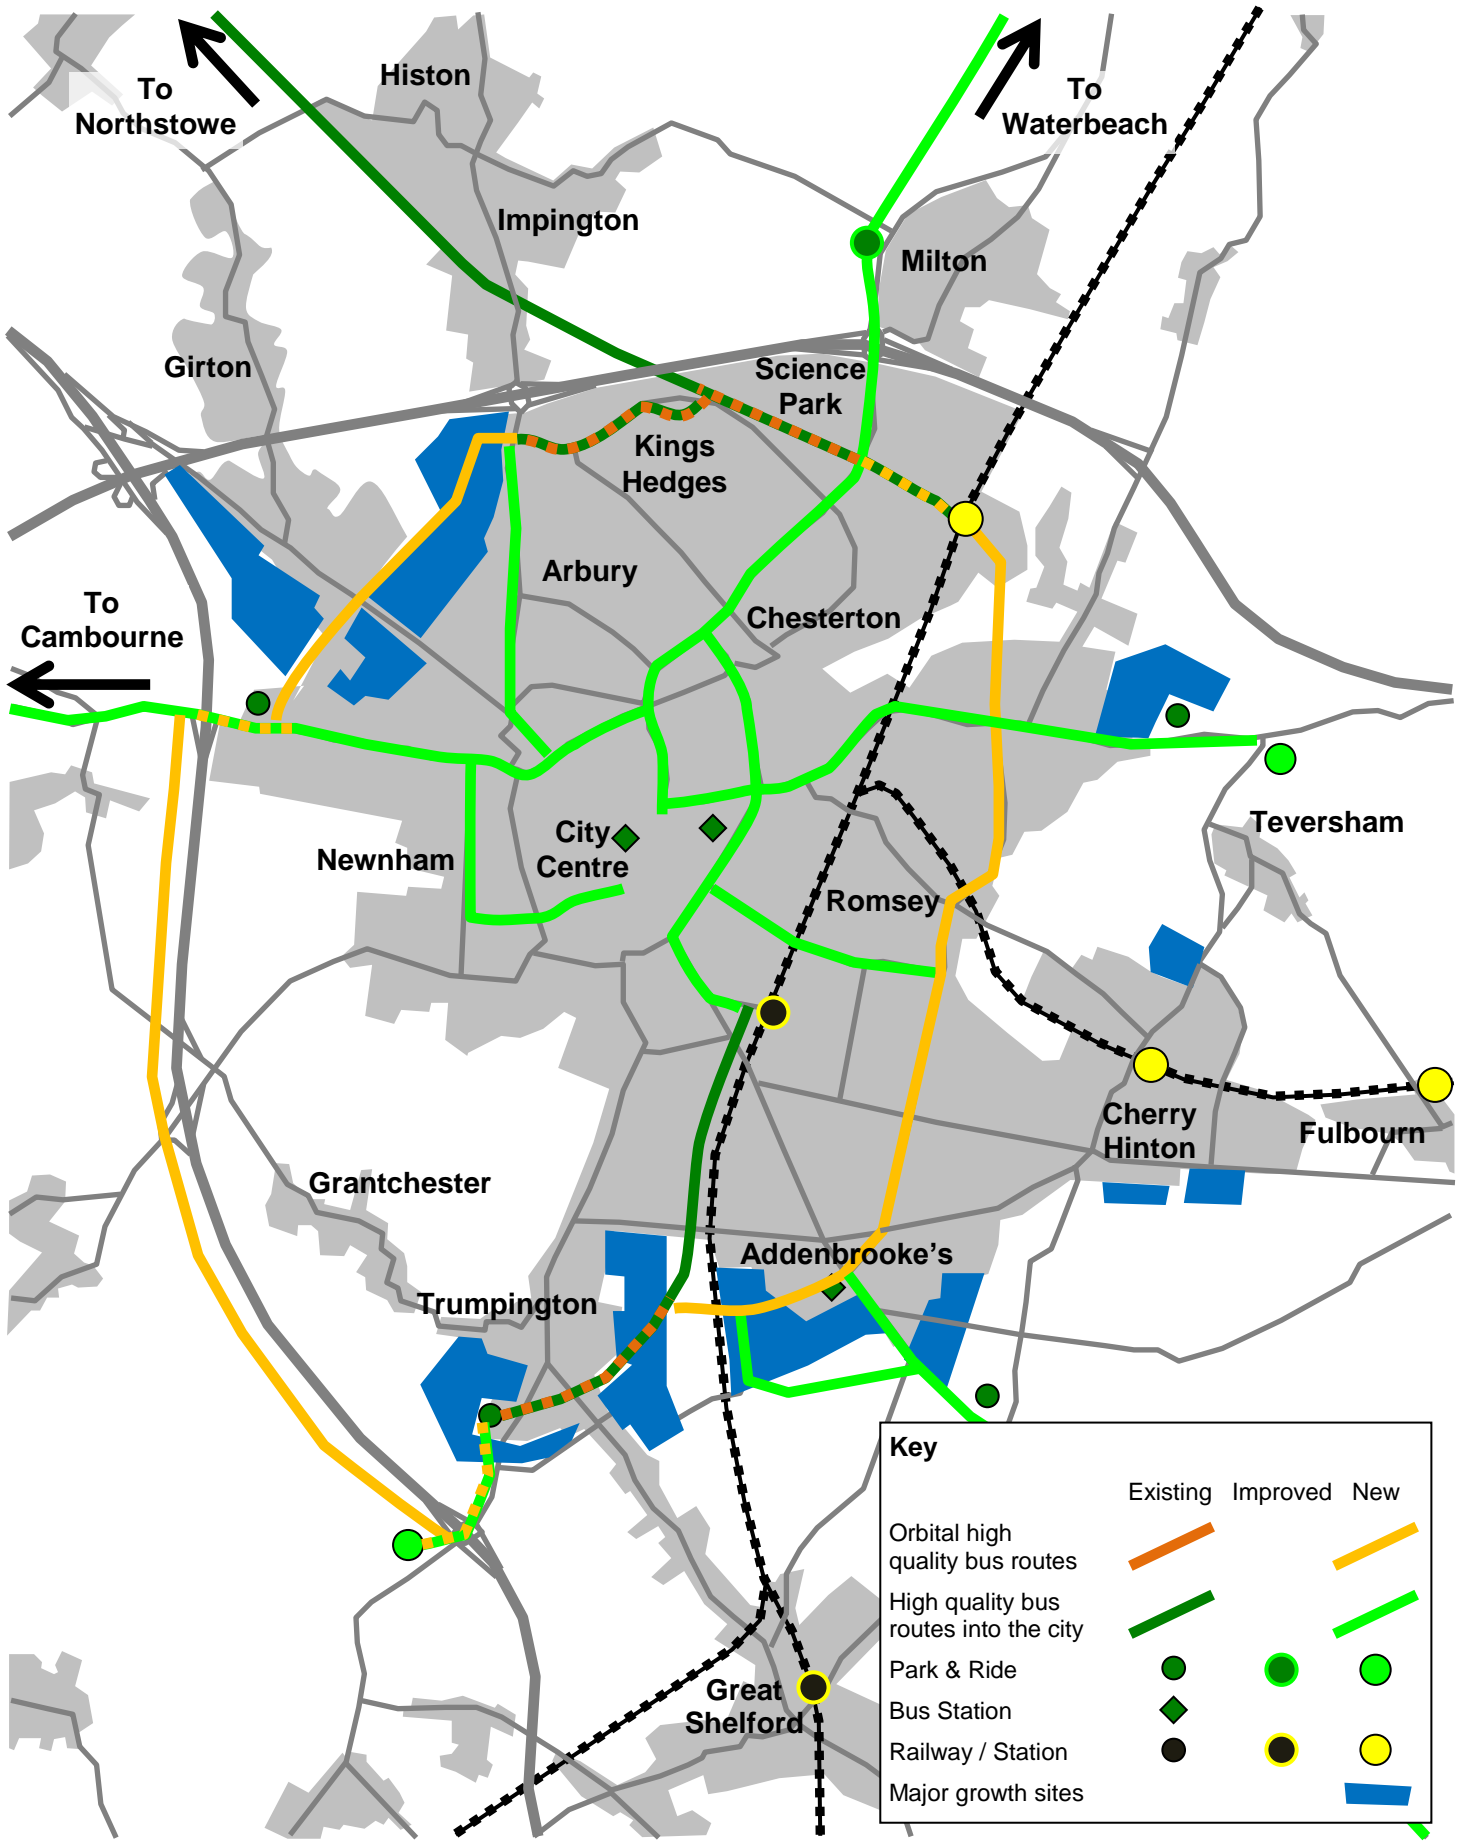 Histon
To
Northstowe
To
Waterbeach
Impington
Milton
Girton
Science
Park
Kings
Hedges
Arbury
To
Cambourne
Chesterton
Teversham
City
Centre
Newnham
Romsey
Cherry
Hinton
Fulbourn
Grantchester
Addenbrooke's
Trumpington
Great
Shelford
Key
Existing Improved New
Orbital high
quality bus routes
High quality bus
routes into the city
Park & Ride
Bus Station
Railway / Station
Major growth sites